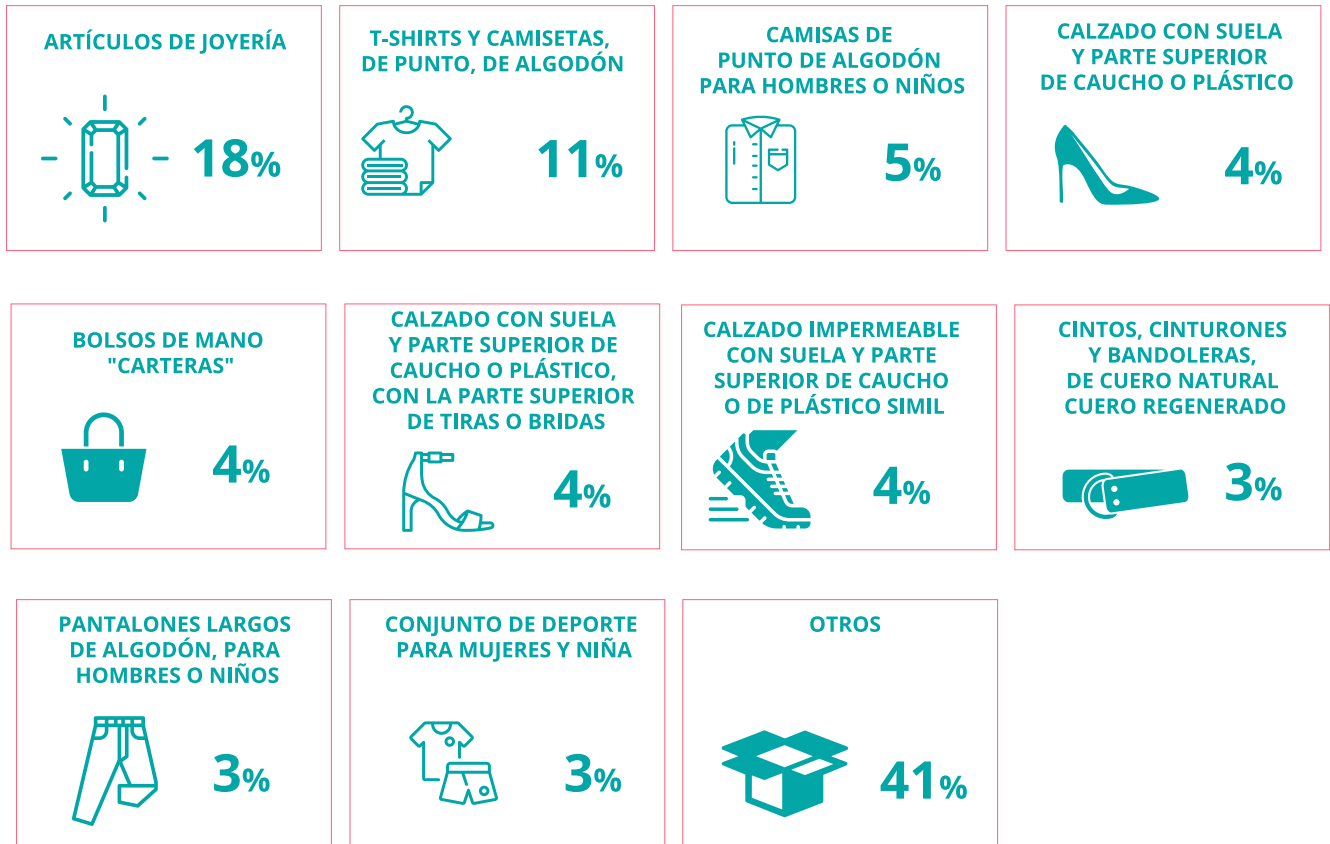 ARTÍCULOS DE JOYERÍA
18%
T-SHIRTS Y CAMISETAS,
DE PUNTO, DE ALGODÓN
11%
CAMISAS DE
PUNTO DE ALGODÓN
PARA HOMBRES O NIÑOS
5%
CALZADO CON SUELA
Y PARTE SUPERIOR
DE CAUCHO O PLÁSTICO
4%
BOLSOS DE MANO
"CARTERAS"
4%
CALZADO CON SUELA
Y PARTE SUPERIOR DE
CAUCHO O PLÁSTICO,
CON LA PARTE SUPERIOR
DE TIRAS O BRIDAS
4%
CALZADO IMPERMEABLE
CON SUELA Y PARTE
SUPERIOR DE CAUCHO
O DE PLÁSTICO SIMIL
4%
CINTOS, CINTURONES
Y BANDOLERAS,
DE CUERO NATURAL
CUERO REGENERADO
3%
PANTALONES LARGOS
DE ALGODÓN, PARA
HOMBRES O NIÑOS
3%
CONJUNTO DE DEPORTE
PARA MUJERES Y NIÑA
3%
OTROS
41%